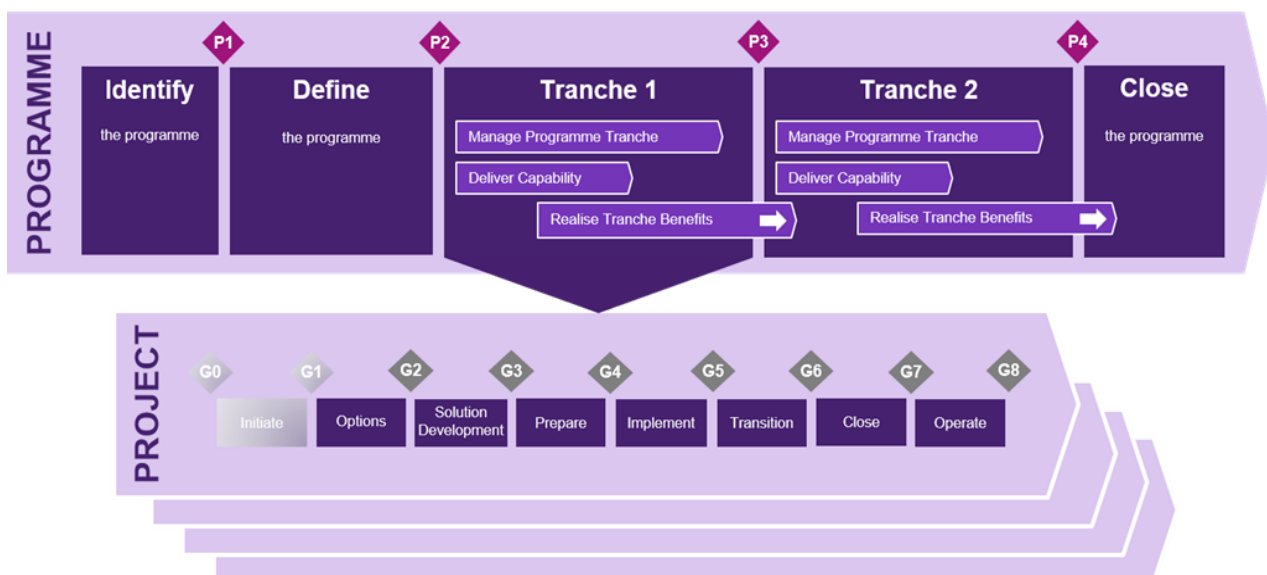 PROGRAMME
P1
P2
P3
P4
Identify
the programme
Define
the programme
Tranche 1
Manage Programme Tranche
Deliver Capability
Realise Tranche Benefits
Tranche 2
Manage Programme Tranche
Deliver Capability
Realise Tranche Benefits
Close
the programme
PROJECT
G0
G1
G2
G3
G4
G5
G6
G7
G8
Initiate
Options
Solution
Development
Prepare
Implement
Transition
Close
Operate